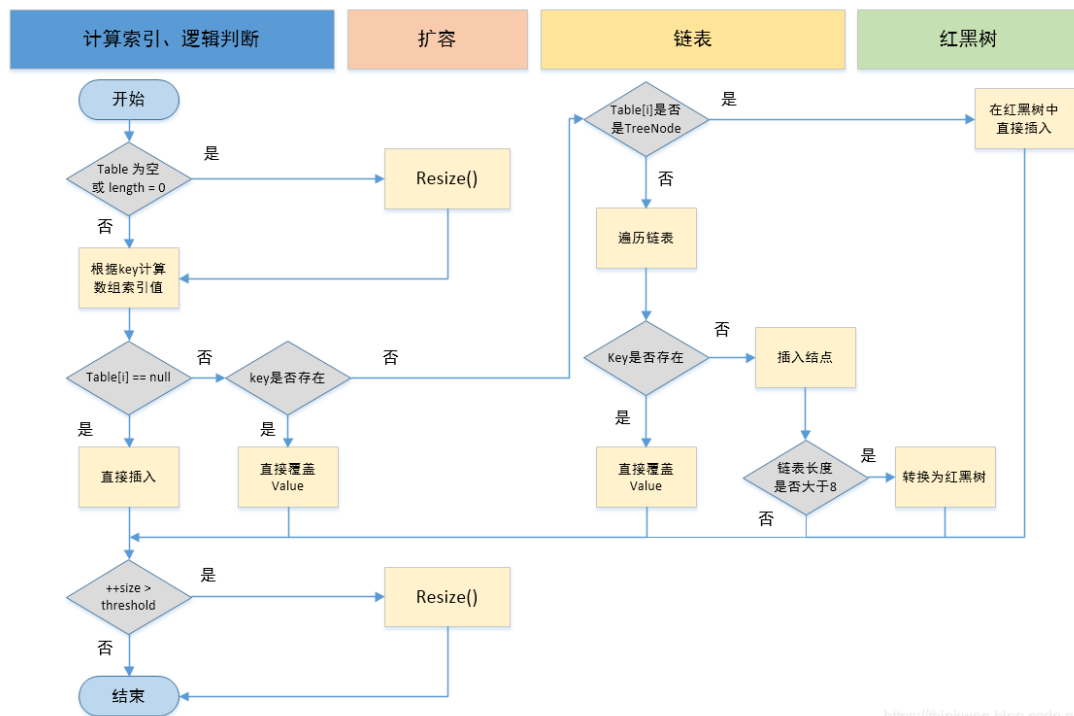 计算索引、逻辑判断
扩容
链表
红黑树
开始
Table 为空
或 length = 0
是
Resize()
否
根据key计算
数组索引值
Table[i] == null
否
key是否存在
否
是
直接插入
是
直接覆盖
Value
Table[i]是否
是TreeNode
是
在红黑树中
直接插入
否
遍历链表
Key是否存在
否
插入结点
是
直接覆盖
Value
链表长度
是否大于8
是
转换为红黑树
否
++size >
threshold
是
Resize()
否
结束